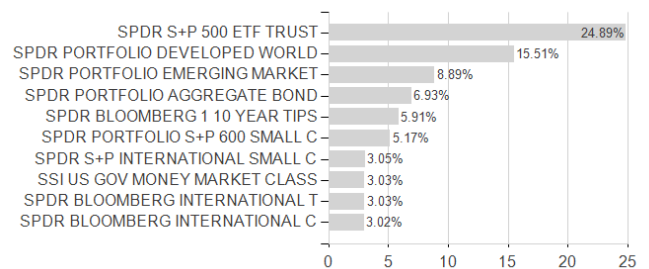 SPDR S+P 500 ETF TRUST 24.89%
SPDR PORTFOLIO DEVELOPED WORLD 15.51%
SPDR PORTFOLIO EMERGING MARKET 8.89%
SPDR PORTFOLIO AGGREGATE BOND 6.93%
SPDR BLOOMBERG 1 10 YEAR TIPS 5.91%
SPDR PORTFOLIO S+P 600 SMALL C 5.17%
SPDR S+P INTERNATIONAL SMALL C 3.05%
SSI US GOV MONEY MARKET CLASS 3.03%
SPDR BLOOMBERG INTERNATIONAL T 3.03%
SPDR BLOOMBERG INTERNATIONAL C 3.02%
0 5 10 15 20 25